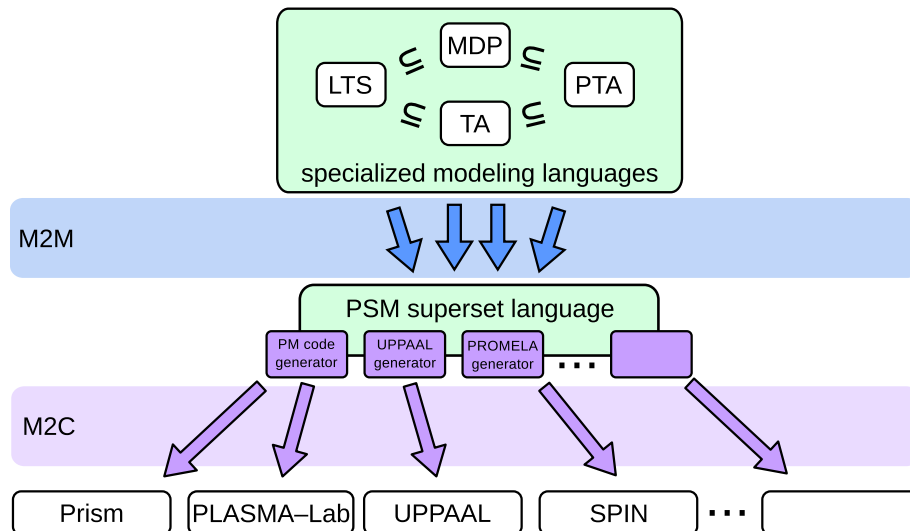 MDP
⊆ ⊆
LTS
PTA
⊆ ⊆
TA
specialized modeling languages
M2M
PSM superset language
PM code
generator
UPPAAL
generator
PROMELA
generator
...
M2C
Prism
PLASMA–Lab
UPPAAL
SPIN
...